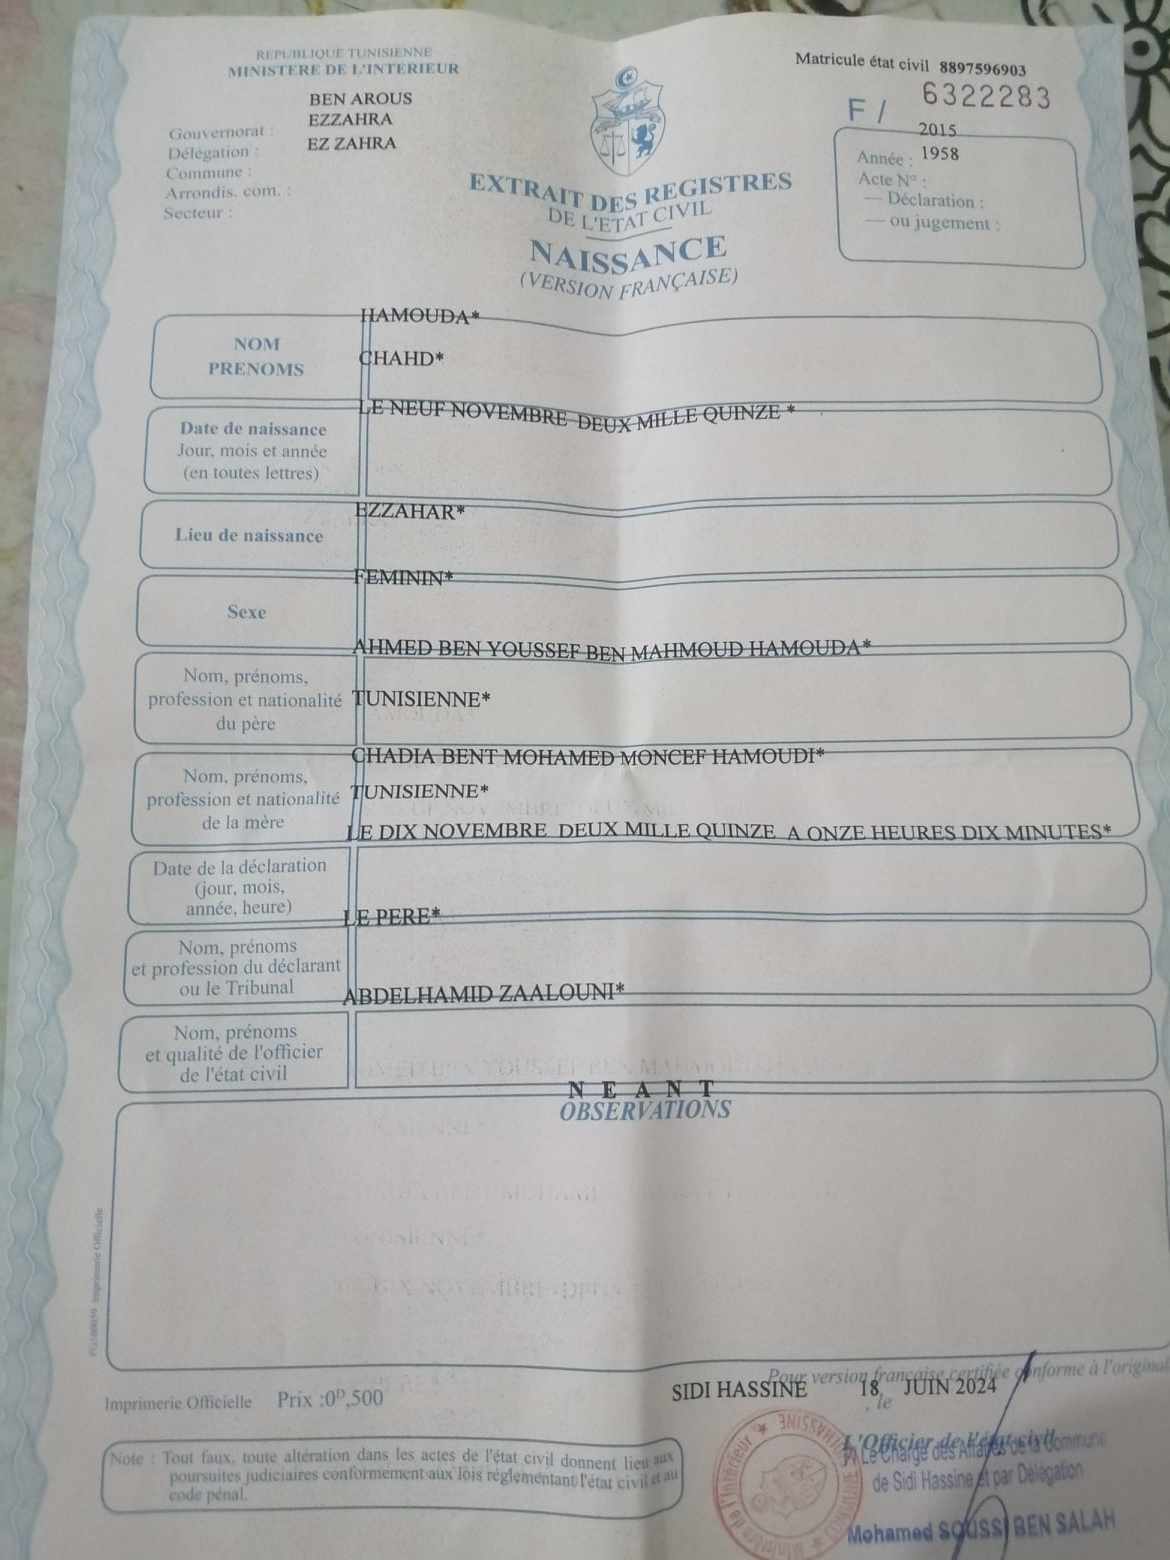 REPUBLIQUE TUNISIENNE
MINISTERE DE L'INTERIEUR
Matricule état civil 8897596903
F / 6322283
BEN AROUS
EZZAHRA
EZ ZAHRA
Gouvernorat :
Délégation :
Commune :
Arrondis. com. :
Secteur :
2015
Année : 1958
Acte N° :
— Déclaration :
— ou jugement :
EXTRAIT DES REGISTRES
DE L'ETAT CIVIL
NAISSANCE
(VERSION FRANÇAISE)
HAMOUDA*
NOM
PRENOMS
CHAHD*
LE NEUF NOVEMBRE DEUX MILLE QUINZE *
Date de naissance
Jour, mois et année
(en toutes lettres)
EZZAHAR*
Lieu de naissance
FEMININ*
Sexe
AHMED BEN YOUSSEF BEN MAHMOUD HAMOUDA*
Nom, prénoms,
profession et nationalité
du père
TUNISIENNE*
CHADIA BENT MOHAMED MONCEF HAMOUDI*
Nom, prénoms,
profession et nationalité
de la mère
TUNISIENNE*
LE DIX NOVEMBRE DEUX MILLE QUINZE A ONZE HEURES DIX MINUTES*
Date de la déclaration
(jour, mois,
année, heure)
LE PERE*
Nom, prénoms
et profession du déclarant
ou le Tribunal
ABDELHAMID ZAALOUNI*
Nom, prénoms
et qualité de l'officier
de l'état civil
N E A N T
OBSERVATIONS
Imprimerie Officielle
Pour version française certifiée conforme à l'original
Imprimerie Officielle Prix :0ᴰ,500
SIDI HASSINE , le 18 JUIN 2024
L'Officier de l'état civil
P/ Le Chargé des Affaires de la Commune
de Sidi Hassine et par Délégation
Mohamed SOUSSI BEN SALAH
Note : Tout faux, toute altération dans les actes de l'état civil donnent lieu aux
poursuites judiciaires conformement aux lois réglementant l'état civil et au
code pénal.